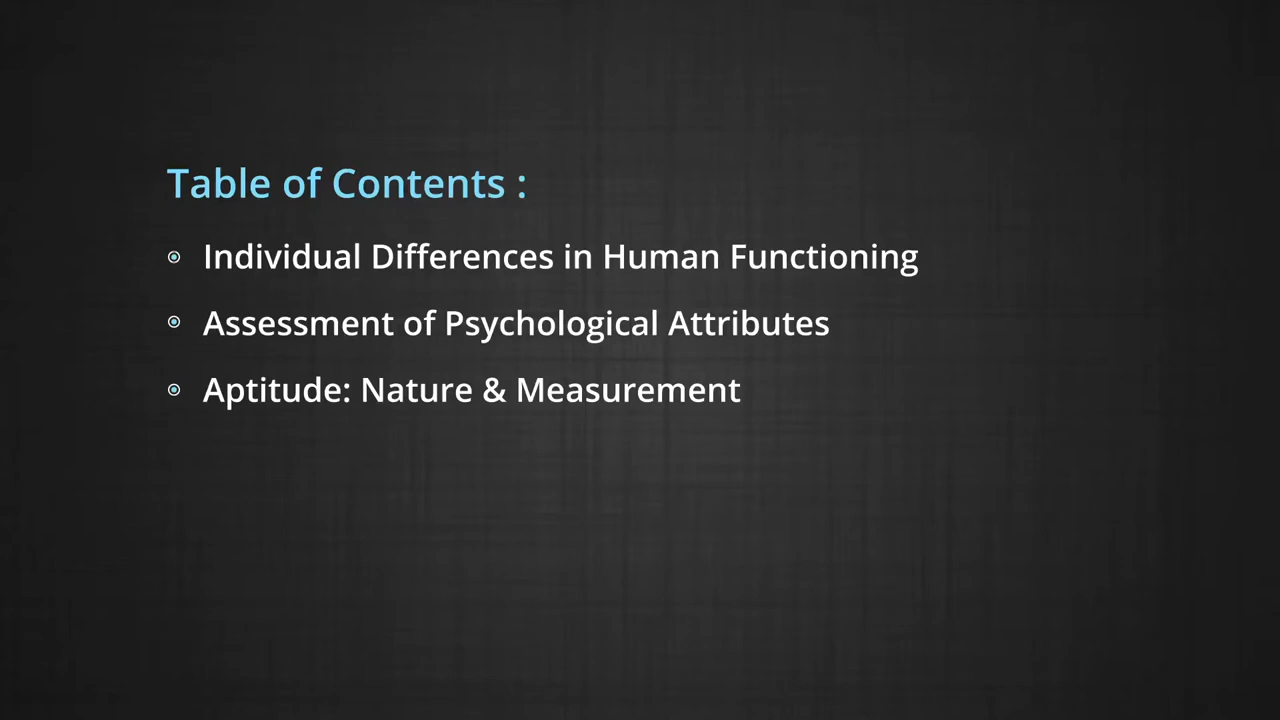 Table of Contents :
Individual Differences in Human Functioning
Assessment of Psychological Attributes
Aptitude: Nature & Measurement